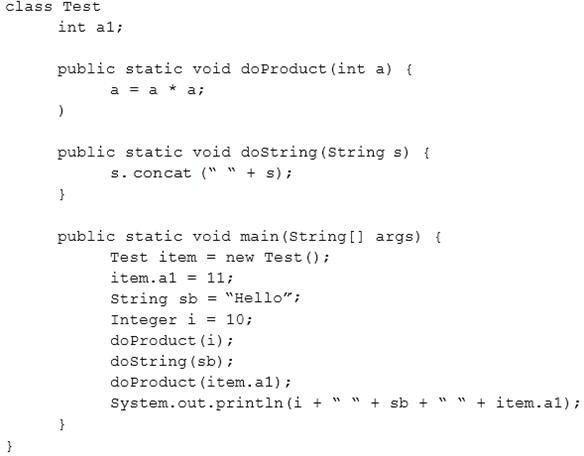 class Test
int a1;
public static void doProduct(int a) {
a = a * a;
)
public static void doString(String s) {
s. concat (“ “ + s);
}
public static void main(String[] args) {
Test item = new Test();
item.a1 = 11;
String sb = “Hello”;
Integer i = 10;
doProduct(i);
doString(sb);
doProduct(item.a1);
System.out.println(i + “ “ + sb + “ “ + item.a1);
}
}